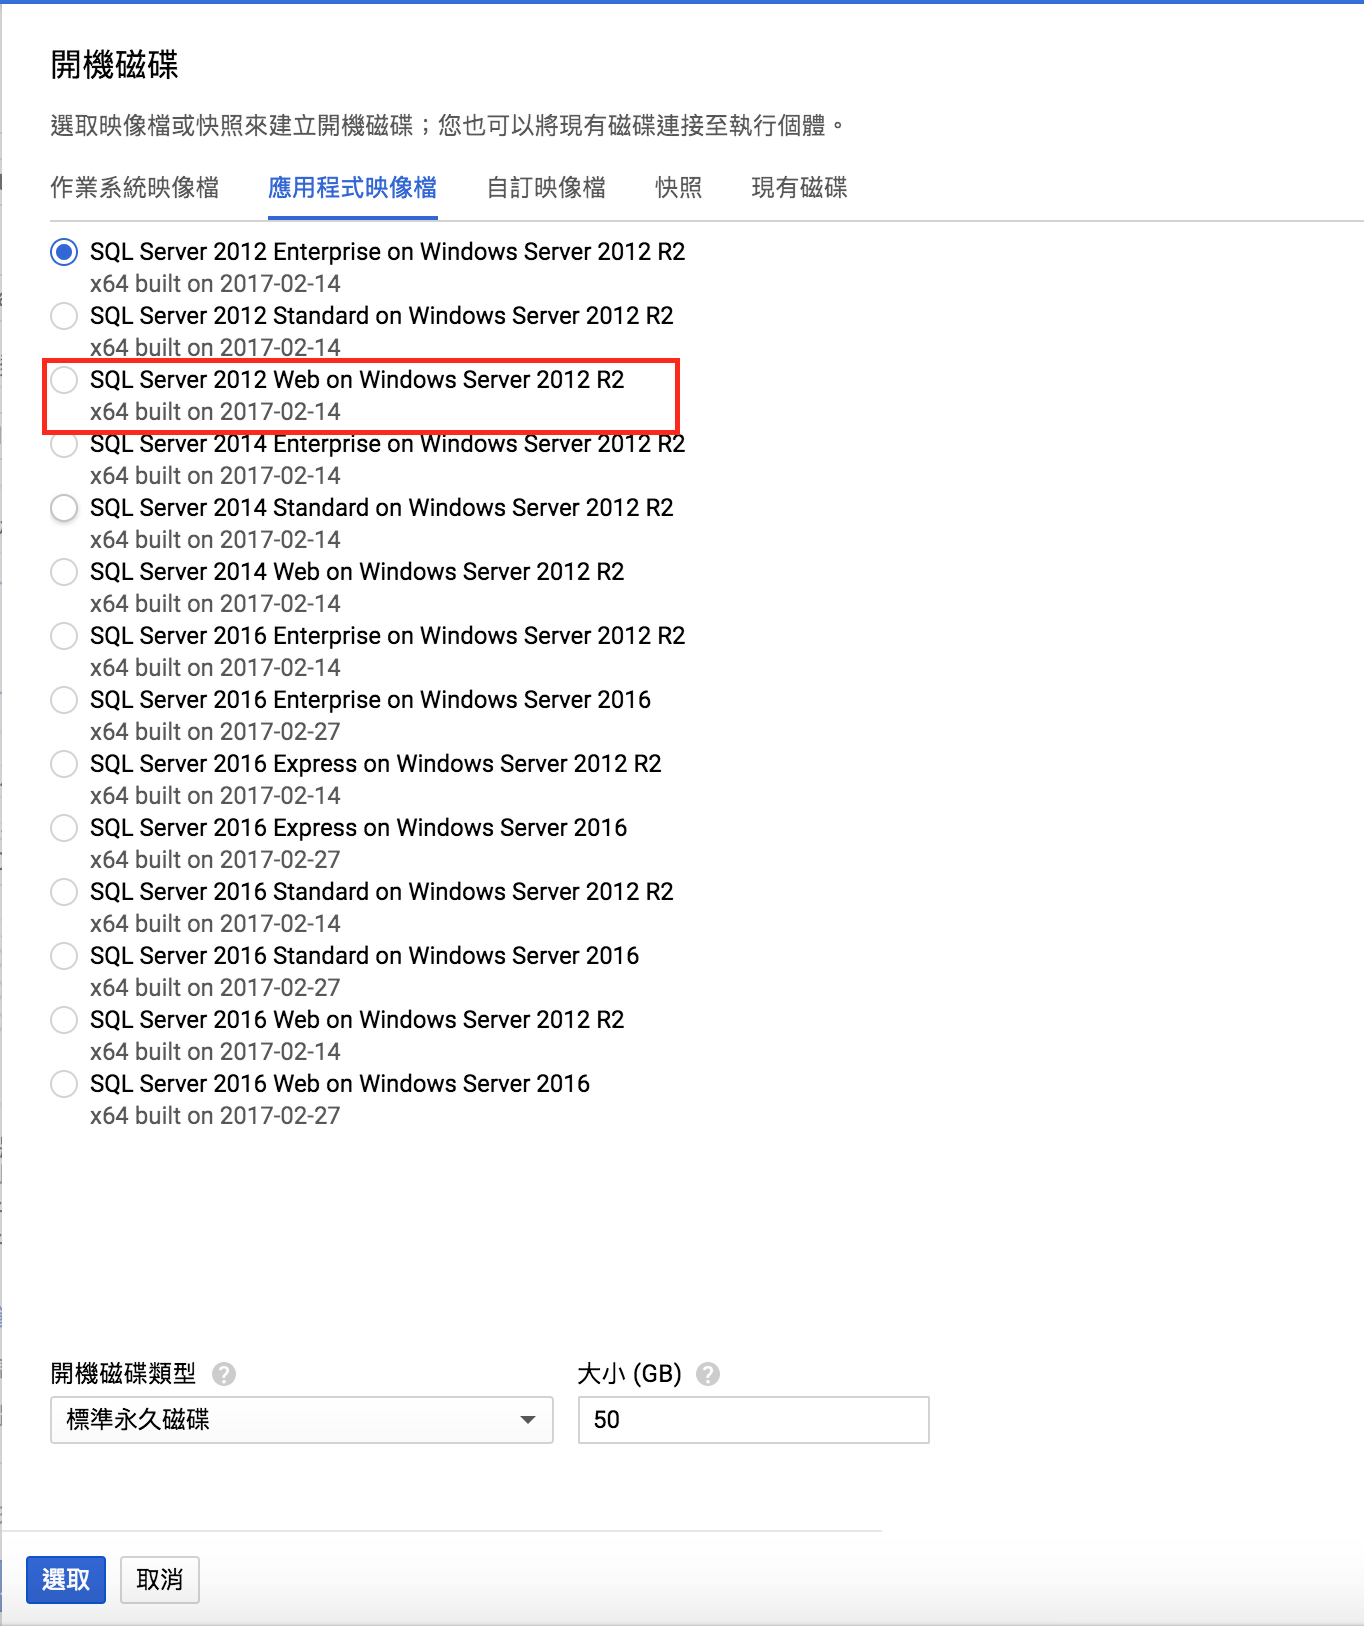 開機磁碟
選取映像檔或快照來建立開機磁碟；您也可以將現有磁碟連接至執行個體。
作業系統映像檔 應用程式映像檔 自訂映像檔 快照 現有磁碟
SQL Server 2012 Enterprise on Windows Server 2012 R2
x64 built on 2017-02-14
SQL Server 2012 Standard on Windows Server 2012 R2
x64 built on 2017-02-14
SQL Server 2012 Web on Windows Server 2012 R2
x64 built on 2017-02-14
SQL Server 2014 Enterprise on Windows Server 2012 R2
x64 built on 2017-02-14
SQL Server 2014 Standard on Windows Server 2012 R2
x64 built on 2017-02-14
SQL Server 2014 Web on Windows Server 2012 R2
x64 built on 2017-02-14
SQL Server 2016 Enterprise on Windows Server 2012 R2
x64 built on 2017-02-14
SQL Server 2016 Enterprise on Windows Server 2016
x64 built on 2017-02-27
SQL Server 2016 Express on Windows Server 2012 R2
x64 built on 2017-02-14
SQL Server 2016 Express on Windows Server 2016
x64 built on 2017-02-27
SQL Server 2016 Standard on Windows Server 2012 R2
x64 built on 2017-02-14
SQL Server 2016 Standard on Windows Server 2016
x64 built on 2017-02-27
SQL Server 2016 Web on Windows Server 2012 R2
x64 built on 2017-02-14
SQL Server 2016 Web on Windows Server 2016
x64 built on 2017-02-27
開機磁碟類型 ? 大小 (GB) ?
標準永久磁碟 50
選取 取消